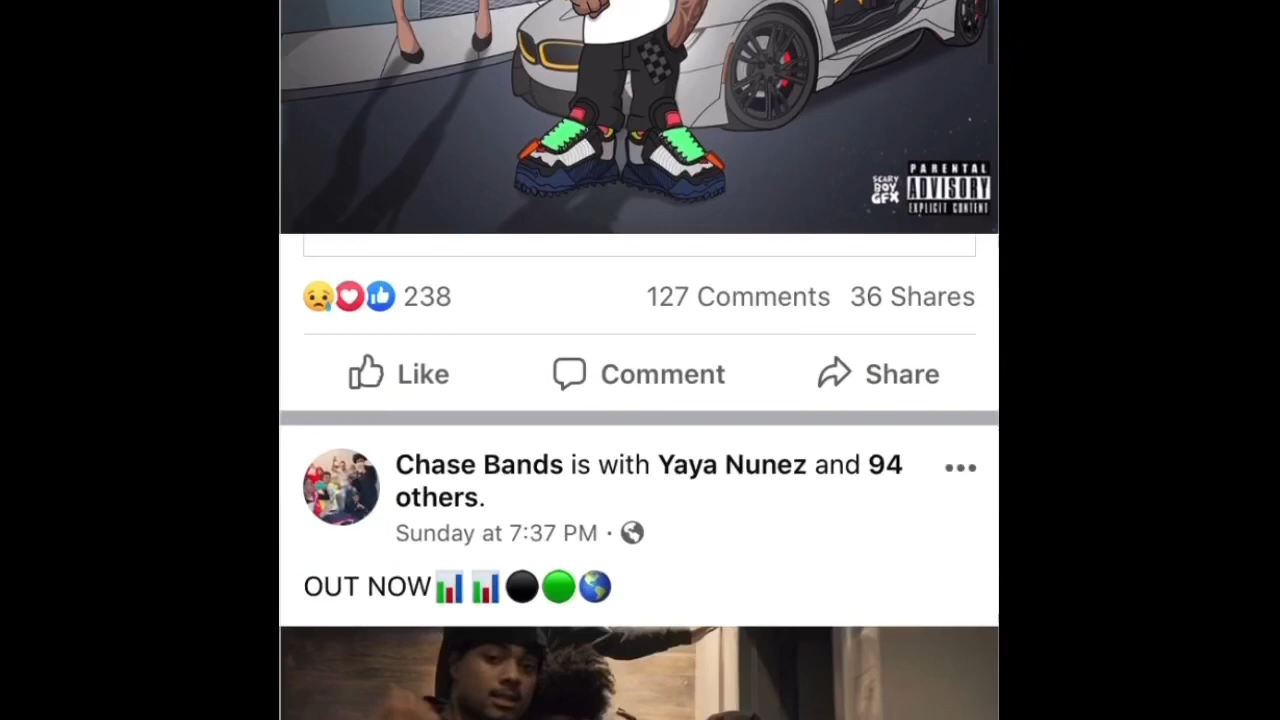 SCARY
BOY
GFX
PARENTAL
ADVISORY
EXPLICIT CONTENT
238
127 Comments 36 Shares
Like Comment Share
Chase Bands is with Yaya Nunez and 94
others.
Sunday at 7:37 PM ·
OUT NOW📊📊⚫🟢🌎